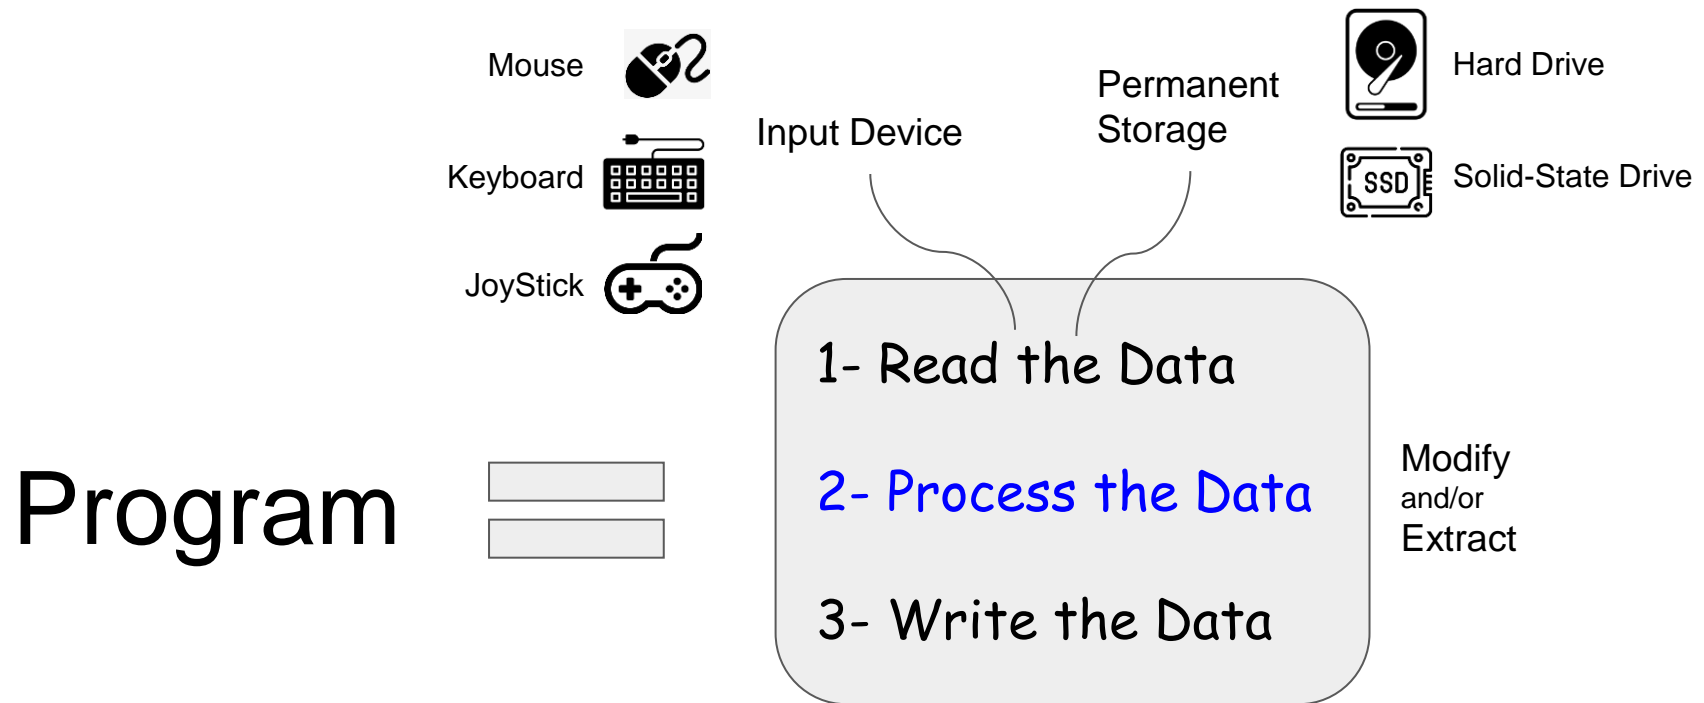 Mouse
Keyboard
JoyStick
Input Device
Permanent
Storage
Hard Drive
SSD
Solid-State Drive
Program
1- Read the Data
2- Process the Data
3- Write the Data
Modify
and/or
Extract